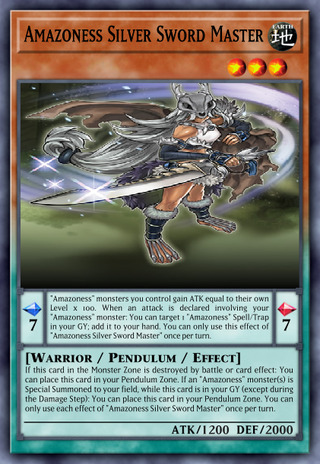 Amazoness Silver Sword Master
EARTH
地
"Amazoness" monsters you control gain ATK equal to their own
Level x 100. When an attack is declared involving your
"Amazoness" monster: You can target 1 "Amazoness" Spell/Trap
in your GY; add it to your hand. You can only use this effect of
"Amazoness Silver Sword Master" once per turn.
7
7
[Warrior / Pendulum / Effect]
If this card in the Monster Zone is destroyed by battle or card effect: You
can place this card in your Pendulum Zone. If an "Amazoness" monster(s) is
Special Summoned to your field, while this card is in your GY (except during
the Damage Step): You can place this card in your Pendulum Zone. You can
only use each effect of "Amazoness Silver Sword Master" once per turn.
ATK/1200 DEF/2000